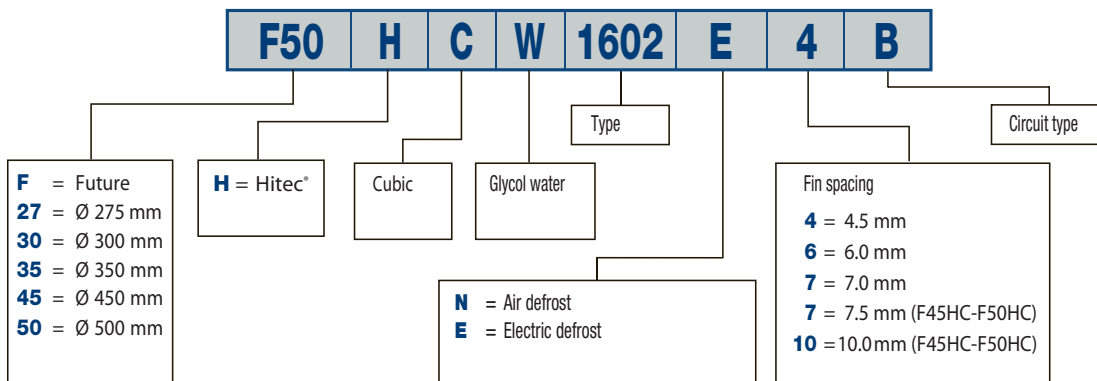 F50 H C W 1602 E 4 B
Type
Circuit type
F = Future
27 = Ø 275 mm
30 = Ø 300 mm
35 = Ø 350 mm
45 = Ø 450 mm
50 = Ø 500 mm
H = Hitec®
Cubic
Glycol water
N = Air defrost
E = Electric defrost
Fin spacing
4 = 4.5 mm
6 = 6.0 mm
7 = 7.0 mm
7 = 7.5 mm (F45HC-F50HC)
10 = 10.0 mm (F45HC-F50HC)